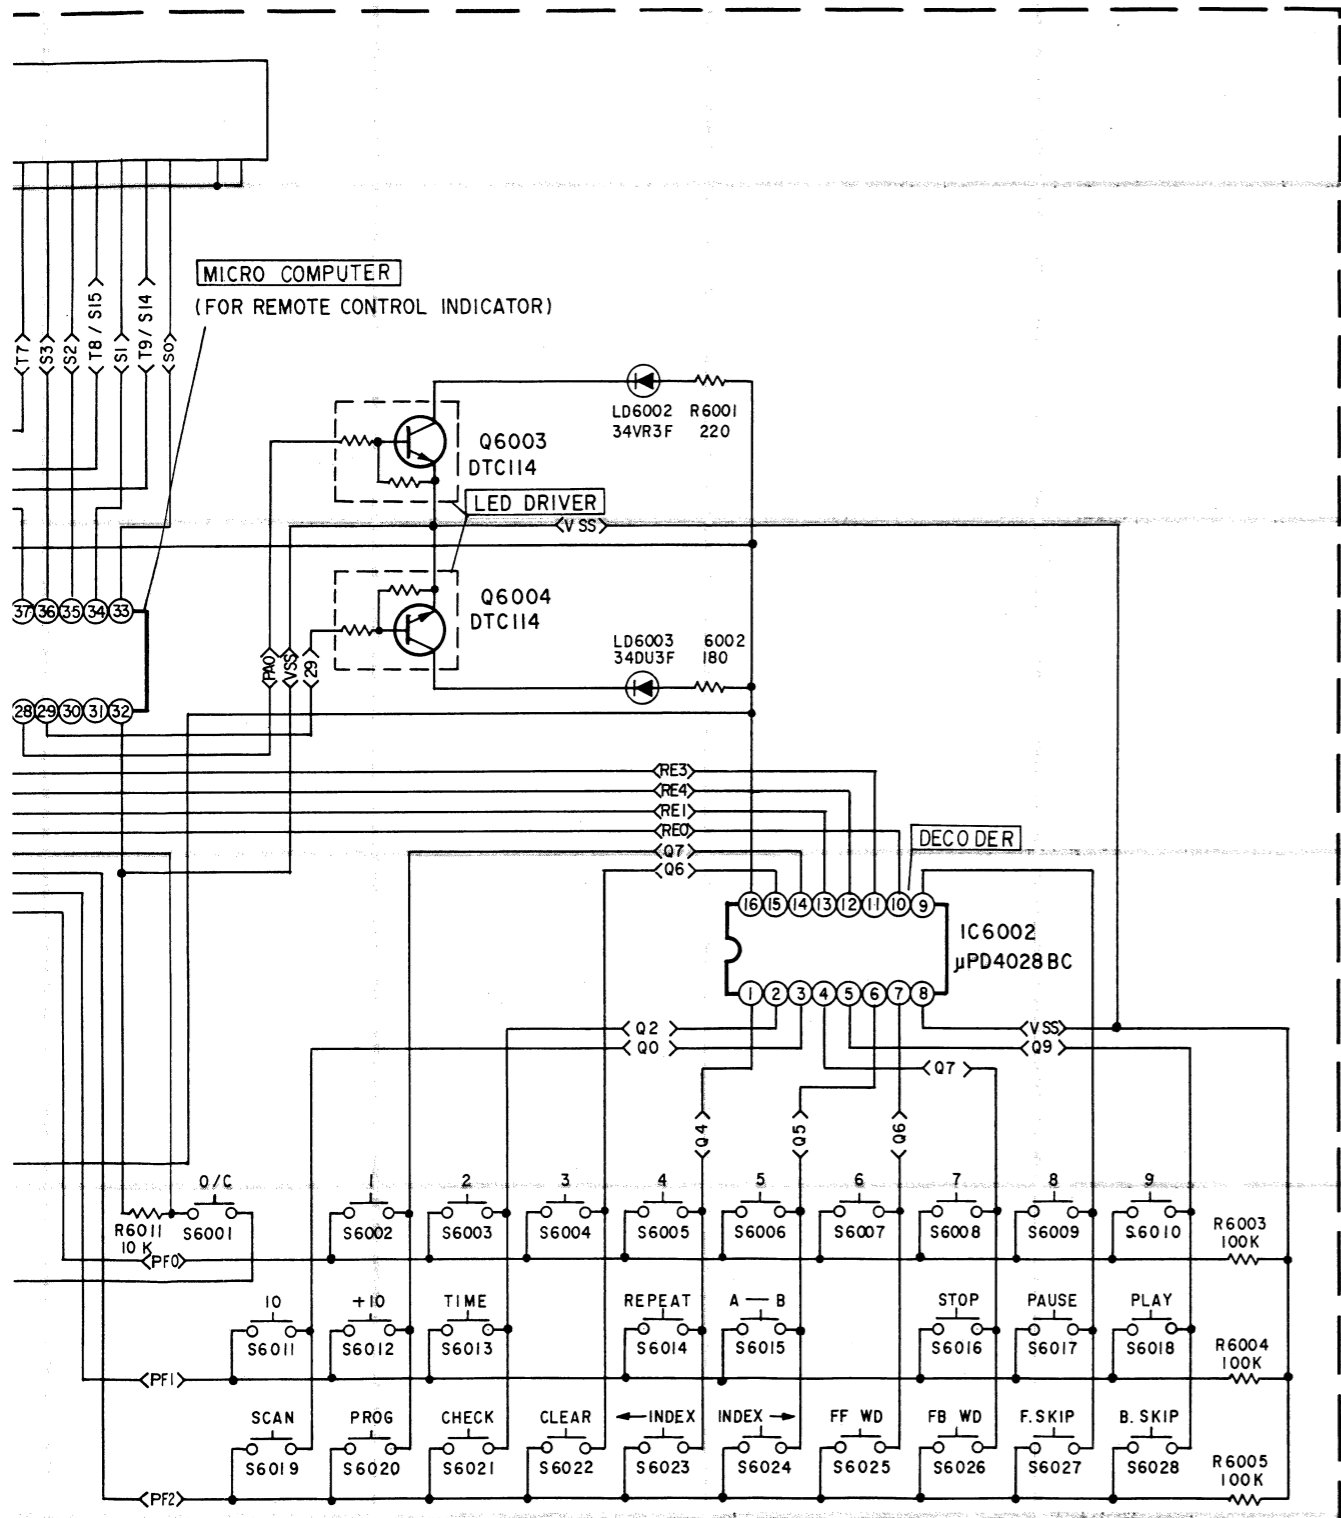 MICRO COMPUTER
(FOR REMOTE CONTROL INDICATOR)
T7
S3
S2
T8 / S15
S1
T9 / S14
S0
LD6002 R6001
34VR3F 220
Q6003
DTC114
LED DRIVER
VSS
Q6004
DTC114
LD6003 6002
34DU3F 180
37 36 35 34 33
PA0
VSS
29
28 29 30 31 32
RE3
RE4
RE1
RE0
DECODER
Q7
Q6
16 15 14 13 12 11 10 9
IC6002
μPD4028BC
1 2 3 4 5 6 7 8
Q2
VSS
Q0
Q9
Q7
Q4
Q5
Q6
0/C 1 2 3 4 5 6 7 8 9
R6011
10 K
S6001 S6002 S6003 S6004 S6005 S6006 S6007 S6008 S6009 S6010
R6003
100K
PF0
10 +10 TIME REPEAT A — B STOP PAUSE PLAY
S6011 S6012 S6013 S6014 S6015 S6016 S6017 S6018
R6004
100K
PF1
SCAN PROG CHECK CLEAR ←INDEX INDEX→ FF WD FB WD F.SKIP B.SKIP
S6019 S6020 S6021 S6022 S6023 S6024 S6025 S6026 S6027 S6028
R6005
100K
PF2